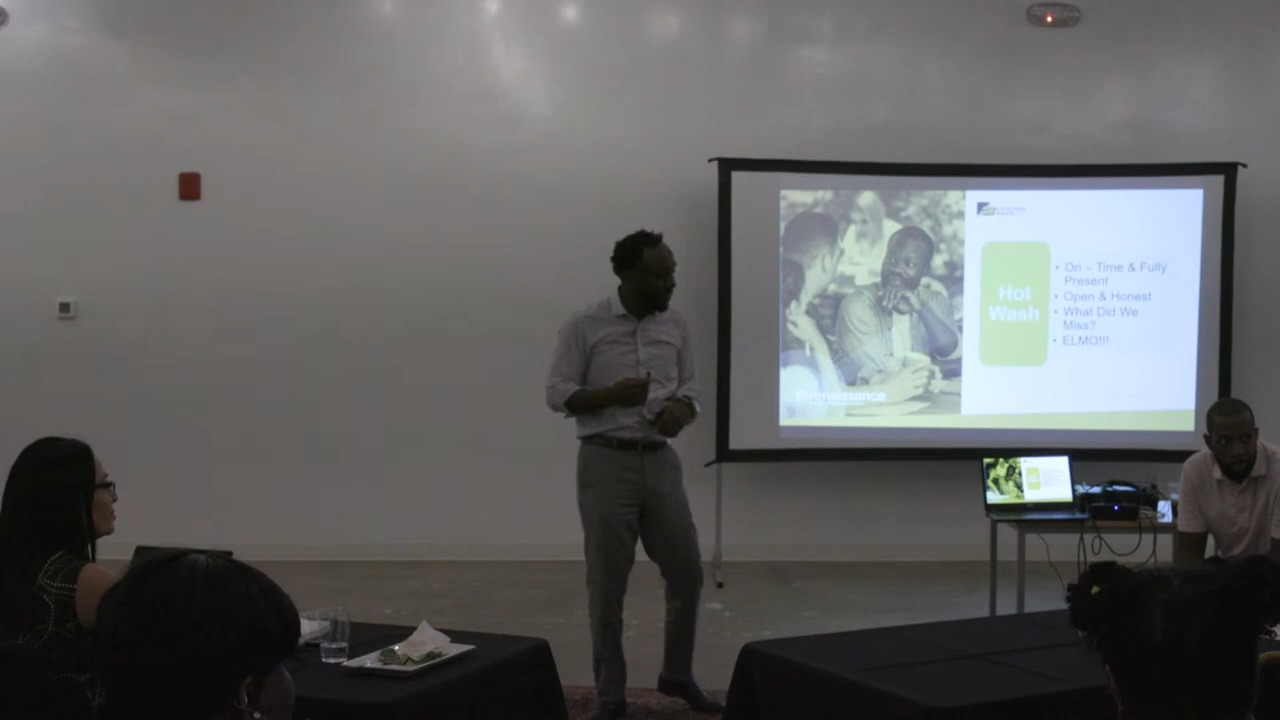 Hot
Wash
• On – Time & Fully
Present
• Open & Honest
• What Did We
Miss?
• ELMO!!!
#renaissance